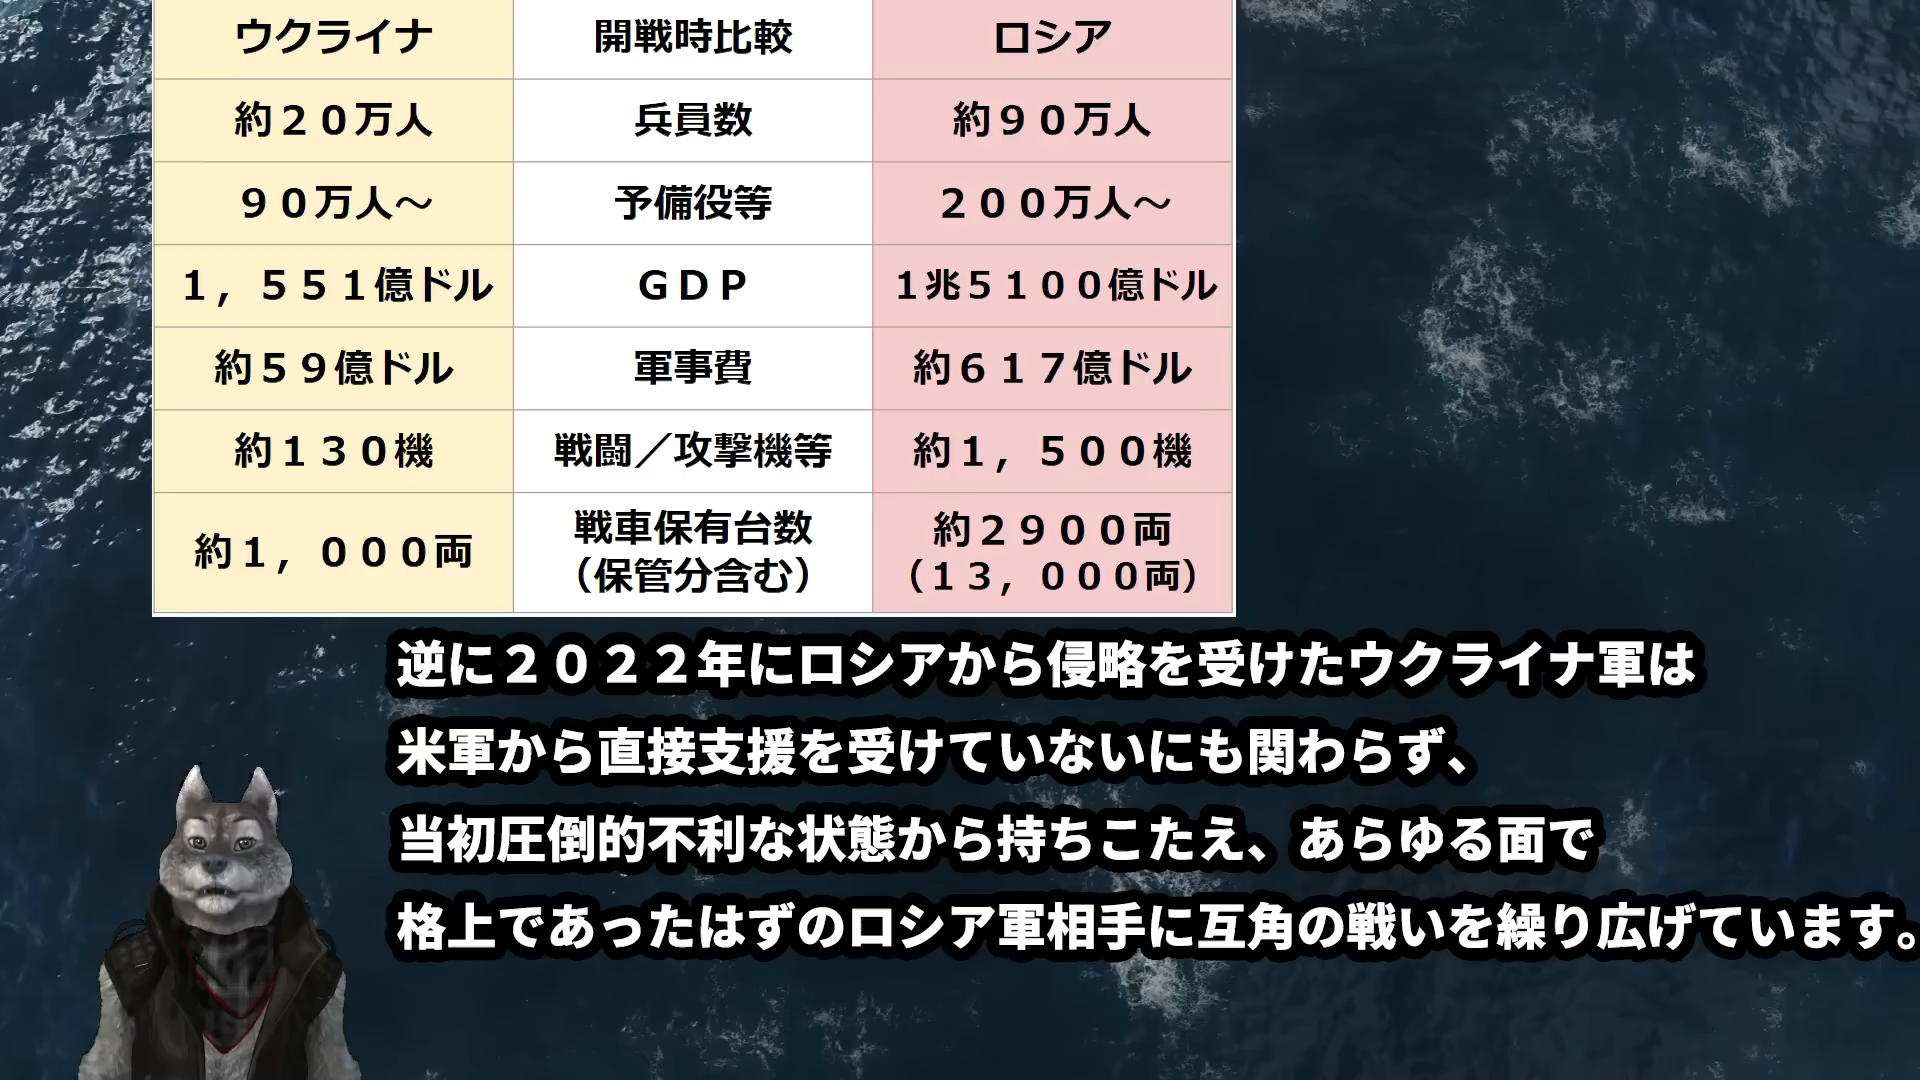 ウクライナ 開戦時比較 ロシア
約２０万人 兵員数 約９０万人
９０万人～ 予備役等 ２００万人～
１，５５１億ドル ＧＤＰ １兆５１００億ドル
約５９億ドル 軍事費 約６１７億ドル
約１３０機 戦闘／攻撃機等 約１，５００機
約１，０００両 戦車保有台数 約２９００両
（保管分含む） （１３，０００両）
逆に２０２２年にロシアから侵略を受けたウクライナ軍は
米軍から直接支援を受けていないにも関わらず、
当初圧倒的不利な状態から持ちこたえ、あらゆる面で
格上であったはずのロシア軍相手に互角の戦いを繰り広げています。